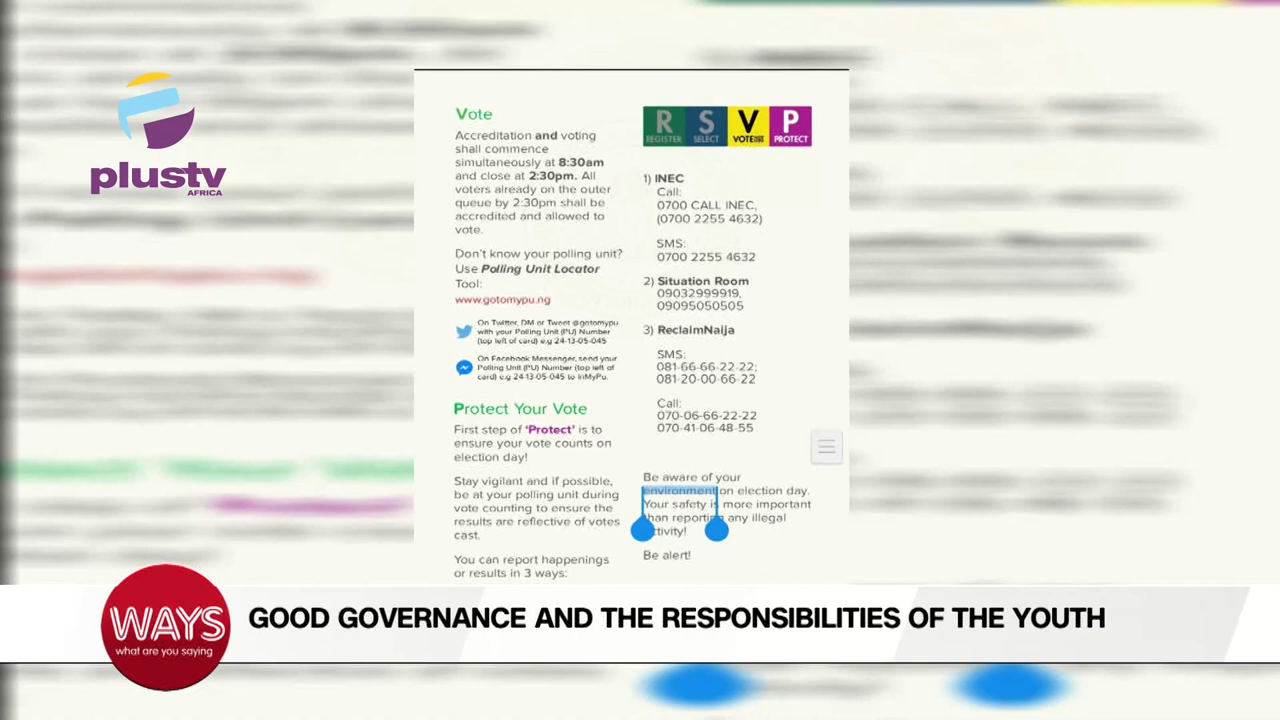 plustv
AFRICA
Vote
Accreditation and voting
shall commence
simultaneously at 8:30am
and close at 2:30pm. All
voters already on the outer
queue by 2:30pm shall be
accredited and allowed to
vote.
Don't know your polling unit?
Use Polling Unit Locator
Tool:
www.gotomypu.ng
On Twitter, DM or Tweet @gotomypu
with your Polling Unit (PU) Number
(top left of card) e.g 24-13-05-045
On Facebook Messenger, send your
Polling Unit (PU) Number (top left of
card) e.g 24-13-05-045 to InMyPu.
Protect Your Vote
First step of 'Protect' is to
ensure your vote counts on
election day!
Stay vigilant and if possible,
be at your polling unit during
vote counting to ensure the
results are reflective of votes
cast.
You can report happenings
or results in 3 ways:
R S V P
REGISTER SELECT VOTE PROTECT
1) INEC
Call:
0700 CALL INEC,
(0700 2255 4632)
SMS:
0700 2255 4632
2) Situation Room
09032999919,
09095050505
3) ReclaimNaija
SMS:
081-66-66-22-22;
081-20-00-66-22
Call:
070-06-66-22-22
070-41-06-48-55
Be aware of your
environment on election day.
Your safety is more important
than reporting any illegal
activity!
Be alert!
WAYS
what are you saying
GOOD GOVERNANCE AND THE RESPONSIBILITIES OF THE YOUTH